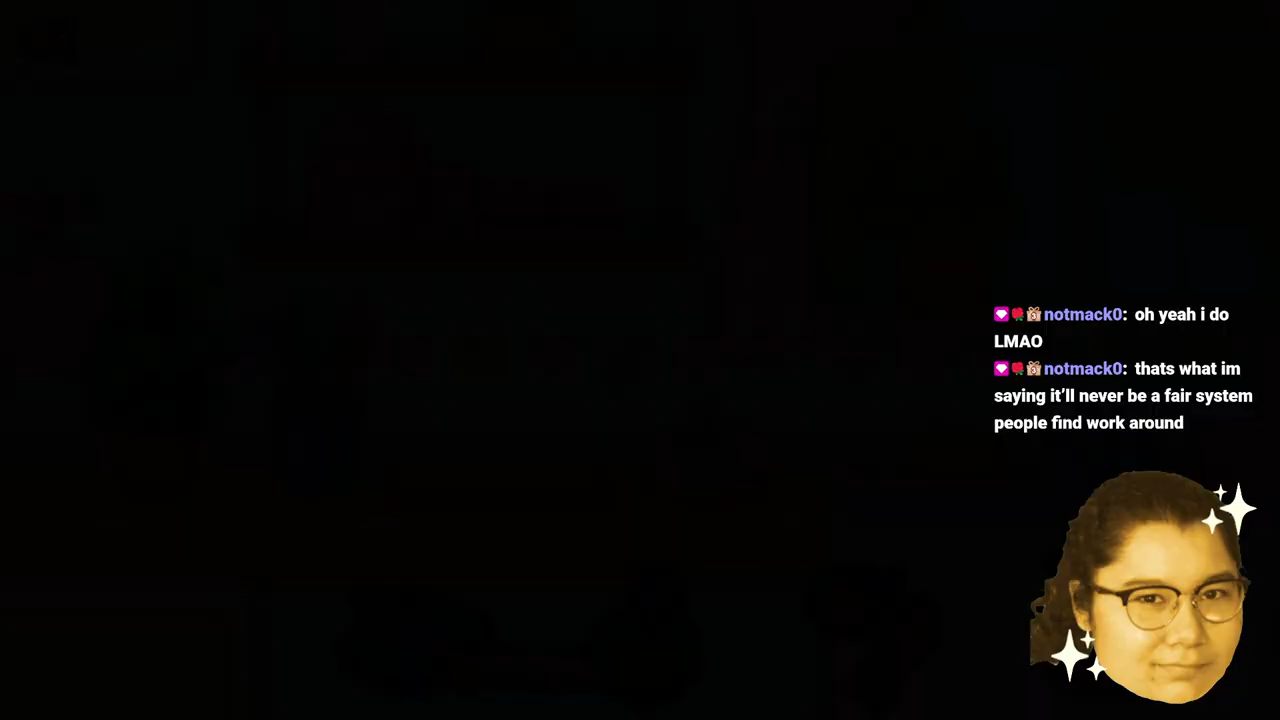 notmack0: oh yeah i do
LMAO
notmack0: thats what im
saying it'll never be a fair system
people find work around